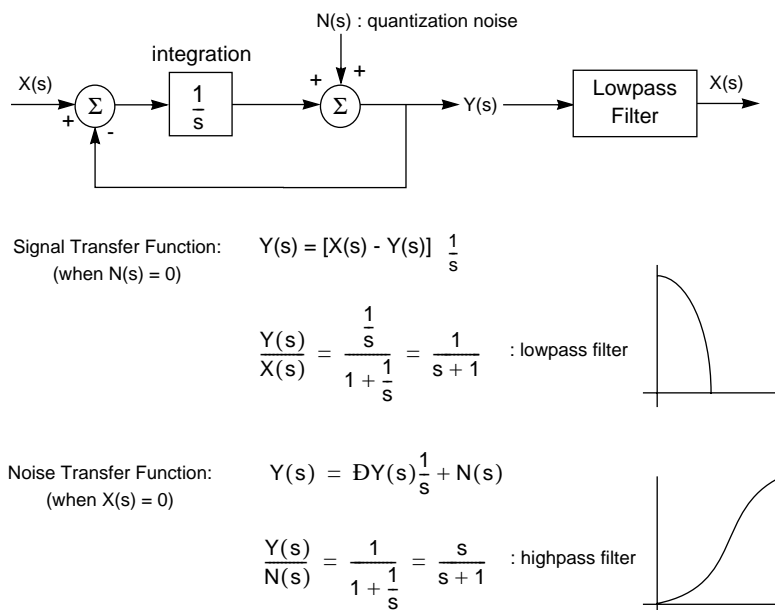 N(s) : quantization noise
integration
X(s)
+
Σ
-
1/s
+
+
Σ
Y(s)
Lowpass
Filter
X(s)
Signal Transfer Function:
(when N(s) = 0)
Y(s) = [X(s) - Y(s)] 1/s
Y(s)/X(s) = (1/s)/(1 + 1/s) = 1/(s + 1) : lowpass filter
Noise Transfer Function:
(when X(s) = 0)
Y(s) = ÐY(s)1/s + N(s)
Y(s)/N(s) = 1/(1 + 1/s) = s/(s + 1) : highpass filter